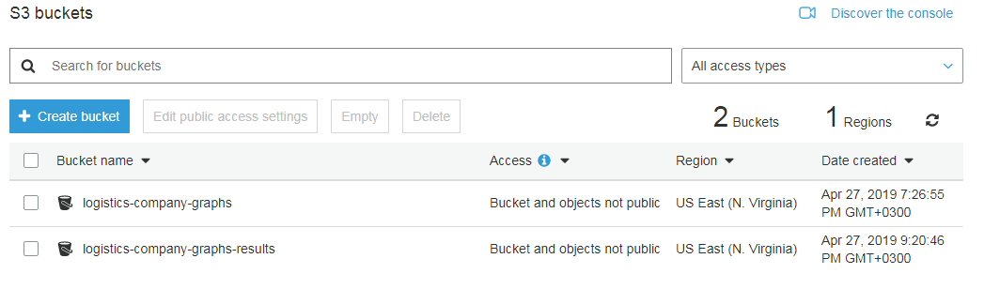 S3 buckets
Discover the console
Search for buckets
All access types
Create bucket
Edit public access settings
Empty
Delete
2 Buckets
1 Regions
Bucket name
Access
Region
Date created
logistics-company-graphs
Bucket and objects not public
US East (N. Virginia)
Apr 27, 2019 7:26:55
PM GMT+0300
logistics-company-graphs-results
Bucket and objects not public
US East (N. Virginia)
Apr 27, 2019 9:20:46
PM GMT+0300